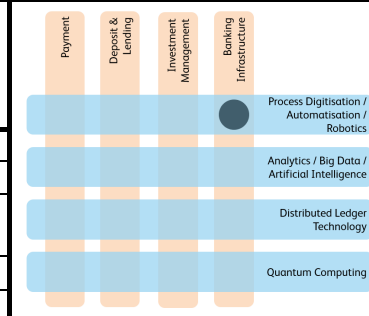 Payment
Deposit &
Lending
Investment
Management
Banking
Infrastructure
Process Digitisation /
Automatisation /
Robotics
Analytics / Big Data /
Artificial Intelligence
Distributed Ledger
Technology
Quantum Computing